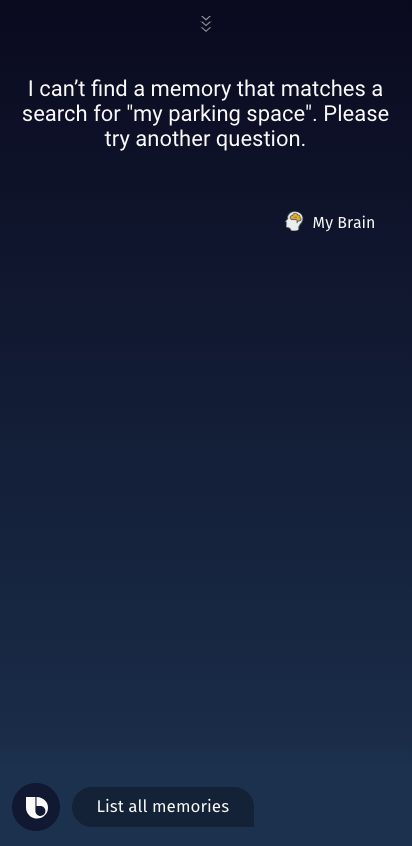 I can’t find a memory that matches a
search for "my parking space". Please
try another question.
My Brain
List all memories